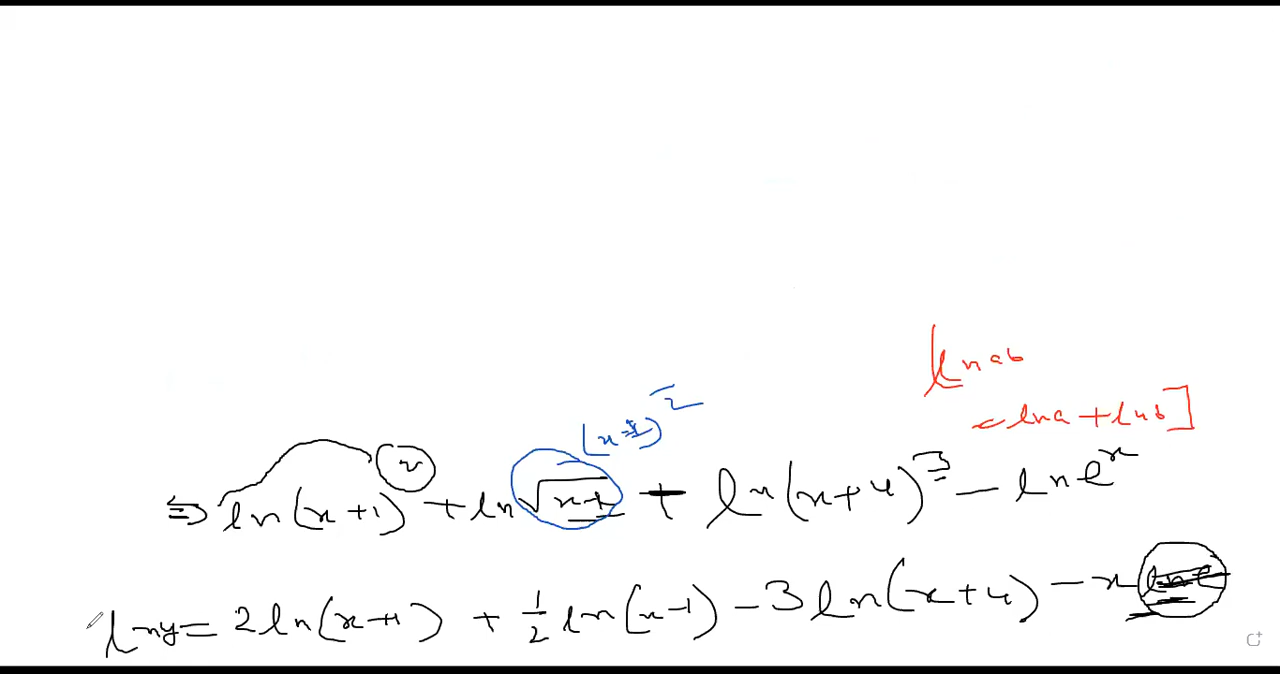 ln ab
= ln a + ln b]
(x-1)^1/2
⇒ ln(x+1)^2 + ln √x-1 + ln(x+4)^3 - ln e^x
ln y = 2 ln(x+1) + 1/2 ln(x-1) - 3 ln(x+4) - x